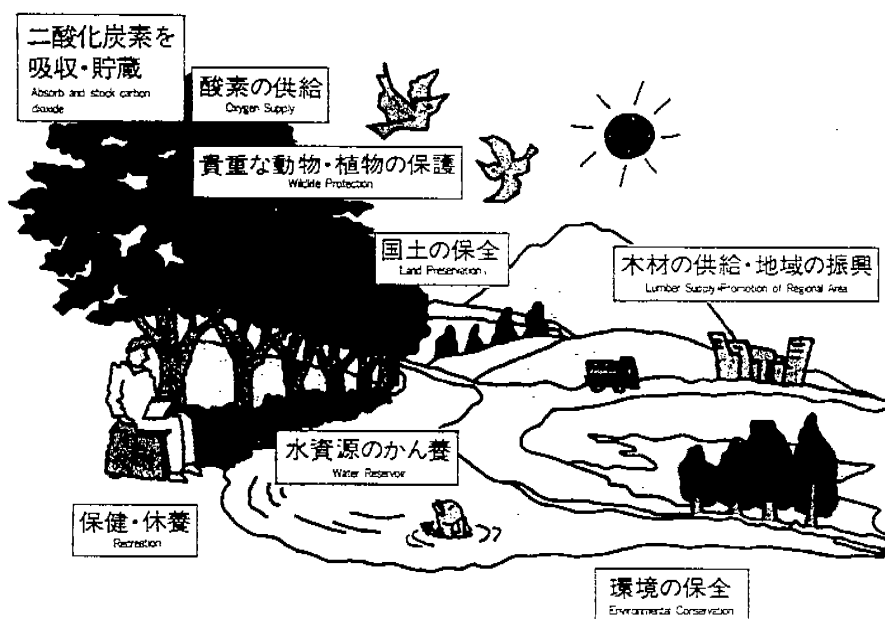 二酸化炭素を
吸収・貯蔵
Absorb and stock carbon
dioxide
酸素の供給
Oxygen Supply
貴重な動物・植物の保護
Wildlife Protection
国土の保全
Land Preservation
木材の供給・地域の振興
Lumber Supply・Promotion of Regional Area
水資源のかん養
Water Reservoir
保健・休養
Recreation
環境の保全
Environmental Conservation